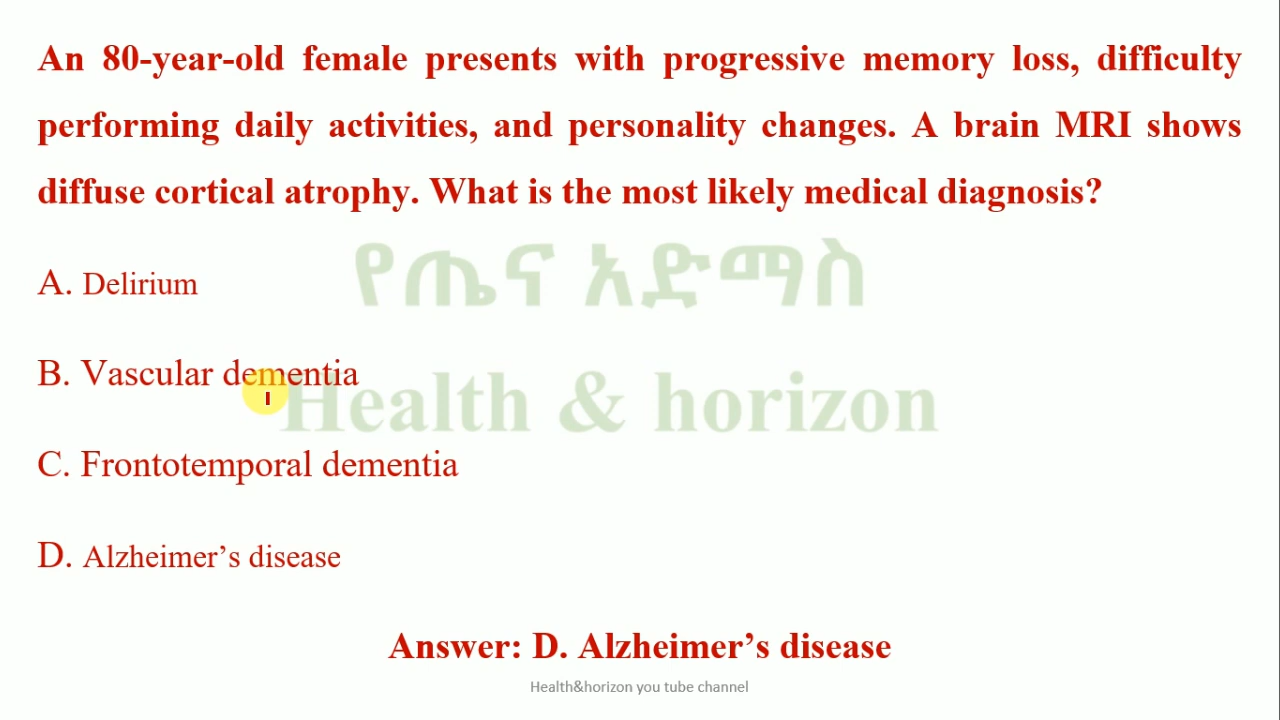 An 80-year-old female presents with progressive memory loss, difficulty
performing daily activities, and personality changes. A brain MRI shows
diffuse cortical atrophy. What is the most likely medical diagnosis?
የጤና አድማስ
A. Delirium
B. Vascular dementia
Health & horizon
C. Frontotemporal dementia
D. Alzheimer’s disease
Answer: D. Alzheimer’s disease
Health&horizon you tube channel